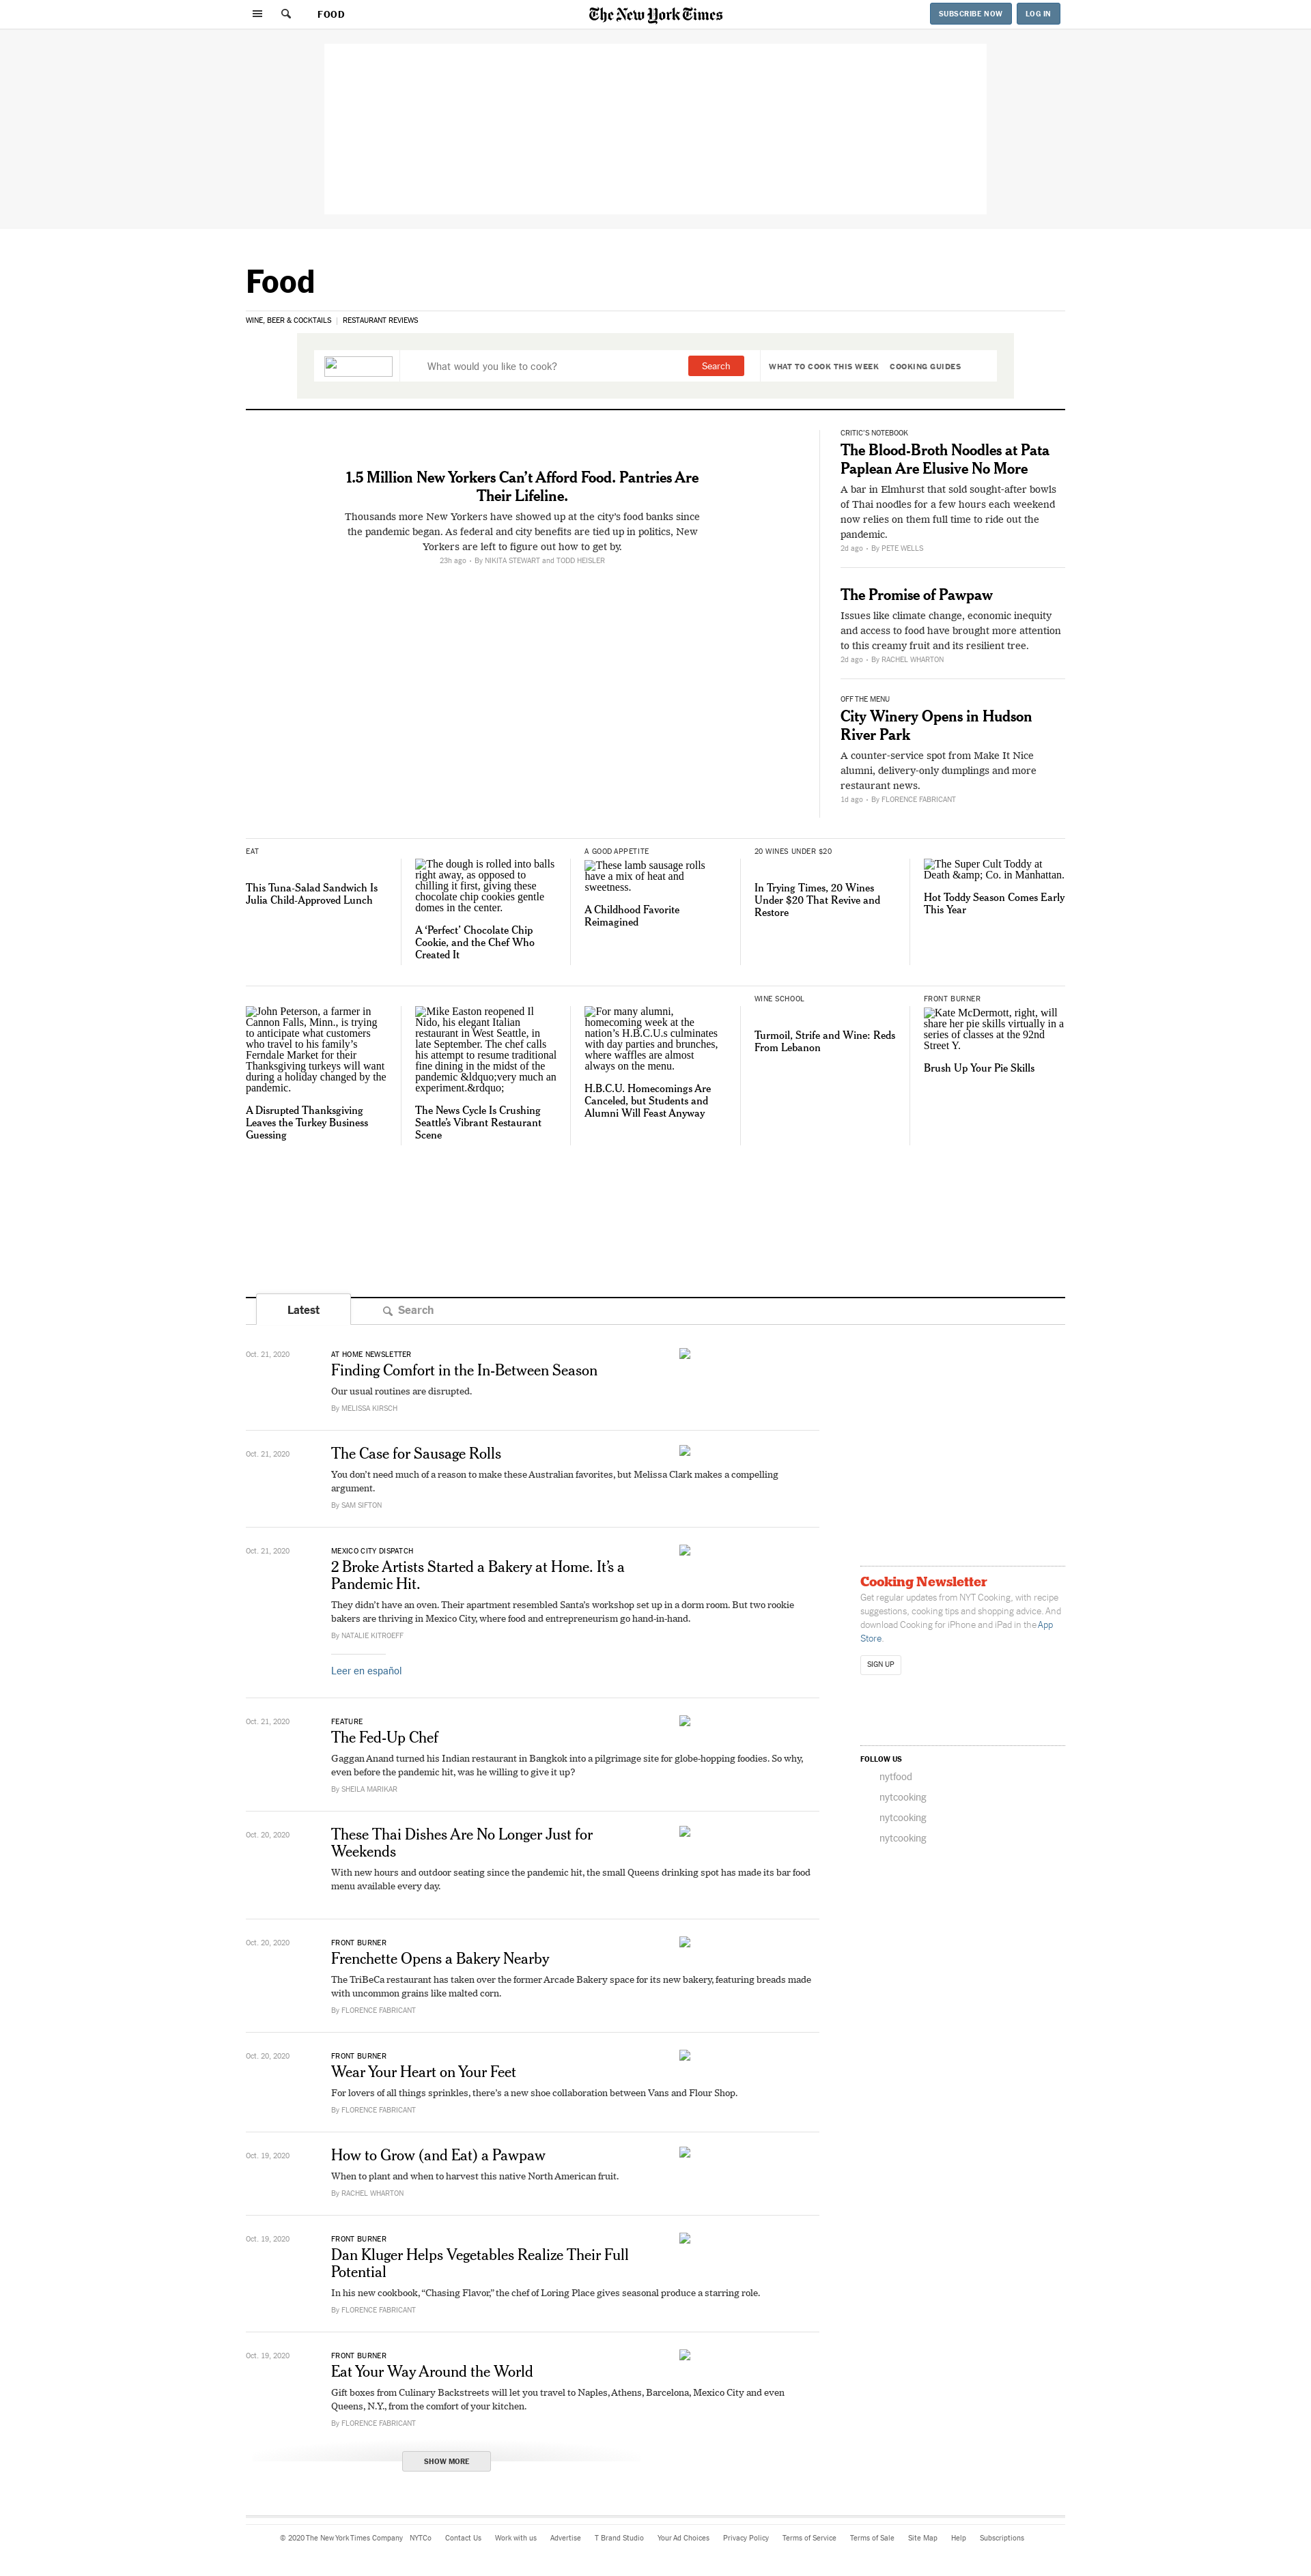 FOOD
The New York Times
SUBSCRIBE NOW
LOG IN
Food
WINE, BEER & COCKTAILS | RESTAURANT REVIEWS
What would you like to cook?
Search
WHAT TO COOK THIS WEEK
COOKING GUIDES
1.5 Million New Yorkers Can’t Afford Food. Pantries Are
Their Lifeline.
Thousands more New Yorkers have showed up at the city’s food banks since
the pandemic began. As federal and city benefits are tied up in politics, New
Yorkers are left to figure out how to get by.
23h ago • By NIKITA STEWART and TODD HEISLER
CRITIC’S NOTEBOOK
The Blood-Broth Noodles at Pata
Paplean Are Elusive No More
A bar in Elmhurst that sold sought-after bowls
of Thai noodles for a few hours each weekend
now relies on them full time to ride out the
pandemic.
2d ago • By PETE WELLS
The Promise of Pawpaw
Issues like climate change, economic inequity
and access to food have brought more attention
to this creamy fruit and its resilient tree.
2d ago • By RACHEL WHARTON
OFF THE MENU
City Winery Opens in Hudson
River Park
A counter-service spot from Make It Nice
alumni, delivery-only dumplings and more
restaurant news.
1d ago • By FLORENCE FABRICANT
EAT
This Tuna-Salad Sandwich Is
Julia Child-Approved Lunch
The dough is rolled into balls
right away, as opposed to
chilling it first, giving these
chocolate chip cookies gentle
domes in the center.
A ‘Perfect’ Chocolate Chip
Cookie, and the Chef Who
Created It
A GOOD APPETITE
These lamb sausage rolls
have a mix of heat and
sweetness.
A Childhood Favorite
Reimagined
20 WINES UNDER $20
In Trying Times, 20 Wines
Under $20 That Revive and
Restore
The Super Cult Toddy at
Death &amp; Co. in Manhattan.
Hot Toddy Season Comes Early
This Year
John Peterson, a farmer in
Cannon Falls, Minn., is trying
to anticipate what customers
who travel to his family’s
Ferndale Market for their
Thanksgiving turkeys will want
during a holiday changed by the
pandemic.
A Disrupted Thanksgiving
Leaves the Turkey Business
Guessing
Mike Easton reopened Il
Nido, his elegant Italian
restaurant in West Seattle, in
late September. The chef calls
his attempt to resume traditional
fine dining in the midst of the
pandemic &ldquo;very much an
experiment.&rdquo;
The News Cycle Is Crushing
Seattle’s Vibrant Restaurant
Scene
For many alumni,
homecoming week at the
nation’s H.B.C.U.s culminates
with day parties and brunches,
where waffles are almost
always on the menu.
H.B.C.U. Homecomings Are
Canceled, but Students and
Alumni Will Feast Anyway
WINE SCHOOL
Turmoil, Strife and Wine: Reds
From Lebanon
FRONT BURNER
Kate McDermott, right, will
share her pie skills virtually in a
series of classes at the 92nd
Street Y.
Brush Up Your Pie Skills
Latest
Search
Oct. 21, 2020
AT HOME NEWSLETTER
Finding Comfort in the In-Between Season
Our usual routines are disrupted.
By MELISSA KIRSCH
Oct. 21, 2020
The Case for Sausage Rolls
You don’t need much of a reason to make these Australian favorites, but Melissa Clark makes a compelling
argument.
By SAM SIFTON
Oct. 21, 2020
MEXICO CITY DISPATCH
2 Broke Artists Started a Bakery at Home. It’s a
Pandemic Hit.
They didn’t have an oven. Their apartment resembled Santa’s workshop set up in a dorm room. But two rookie
bakers are thriving in Mexico City, where food and entrepreneurism go hand-in-hand.
By NATALIE KITROEFF
Leer en español
Oct. 21, 2020
FEATURE
The Fed-Up Chef
Gaggan Anand turned his Indian restaurant in Bangkok into a pilgrimage site for globe-hopping foodies. So why,
even before the pandemic hit, was he willing to give it up?
By SHEILA MARIKAR
Oct. 20, 2020
These Thai Dishes Are No Longer Just for
Weekends
With new hours and outdoor seating since the pandemic hit, the small Queens drinking spot has made its bar food
menu available every day.
Oct. 20, 2020
FRONT BURNER
Frenchette Opens a Bakery Nearby
The TriBeCa restaurant has taken over the former Arcade Bakery space for its new bakery, featuring breads made
with uncommon grains like malted corn.
By FLORENCE FABRICANT
Oct. 20, 2020
FRONT BURNER
Wear Your Heart on Your Feet
For lovers of all things sprinkles, there’s a new shoe collaboration between Vans and Flour Shop.
By FLORENCE FABRICANT
Oct. 19, 2020
How to Grow (and Eat) a Pawpaw
When to plant and when to harvest this native North American fruit.
By RACHEL WHARTON
Oct. 19, 2020
FRONT BURNER
Dan Kluger Helps Vegetables Realize Their Full
Potential
In his new cookbook, “Chasing Flavor,” the chef of Loring Place gives seasonal produce a starring role.
By FLORENCE FABRICANT
Oct. 19, 2020
FRONT BURNER
Eat Your Way Around the World
Gift boxes from Culinary Backstreets will let you travel to Naples, Athens, Barcelona, Mexico City and even
Queens, N.Y., from the comfort of your kitchen.
By FLORENCE FABRICANT
SHOW MORE
Cooking Newsletter
Get regular updates from NYT Cooking, with recipe
suggestions, cooking tips and shopping advice. And
download Cooking for iPhone and iPad in the App
Store.
SIGN UP
FOLLOW US
nytfood
nytcooking
nytcooking
nytcooking
© 2020 The New York Times Company NYTCo Contact Us Work with us Advertise T Brand Studio Your Ad Choices Privacy Policy Terms of Service Terms of Sale Site Map Help Subscriptions